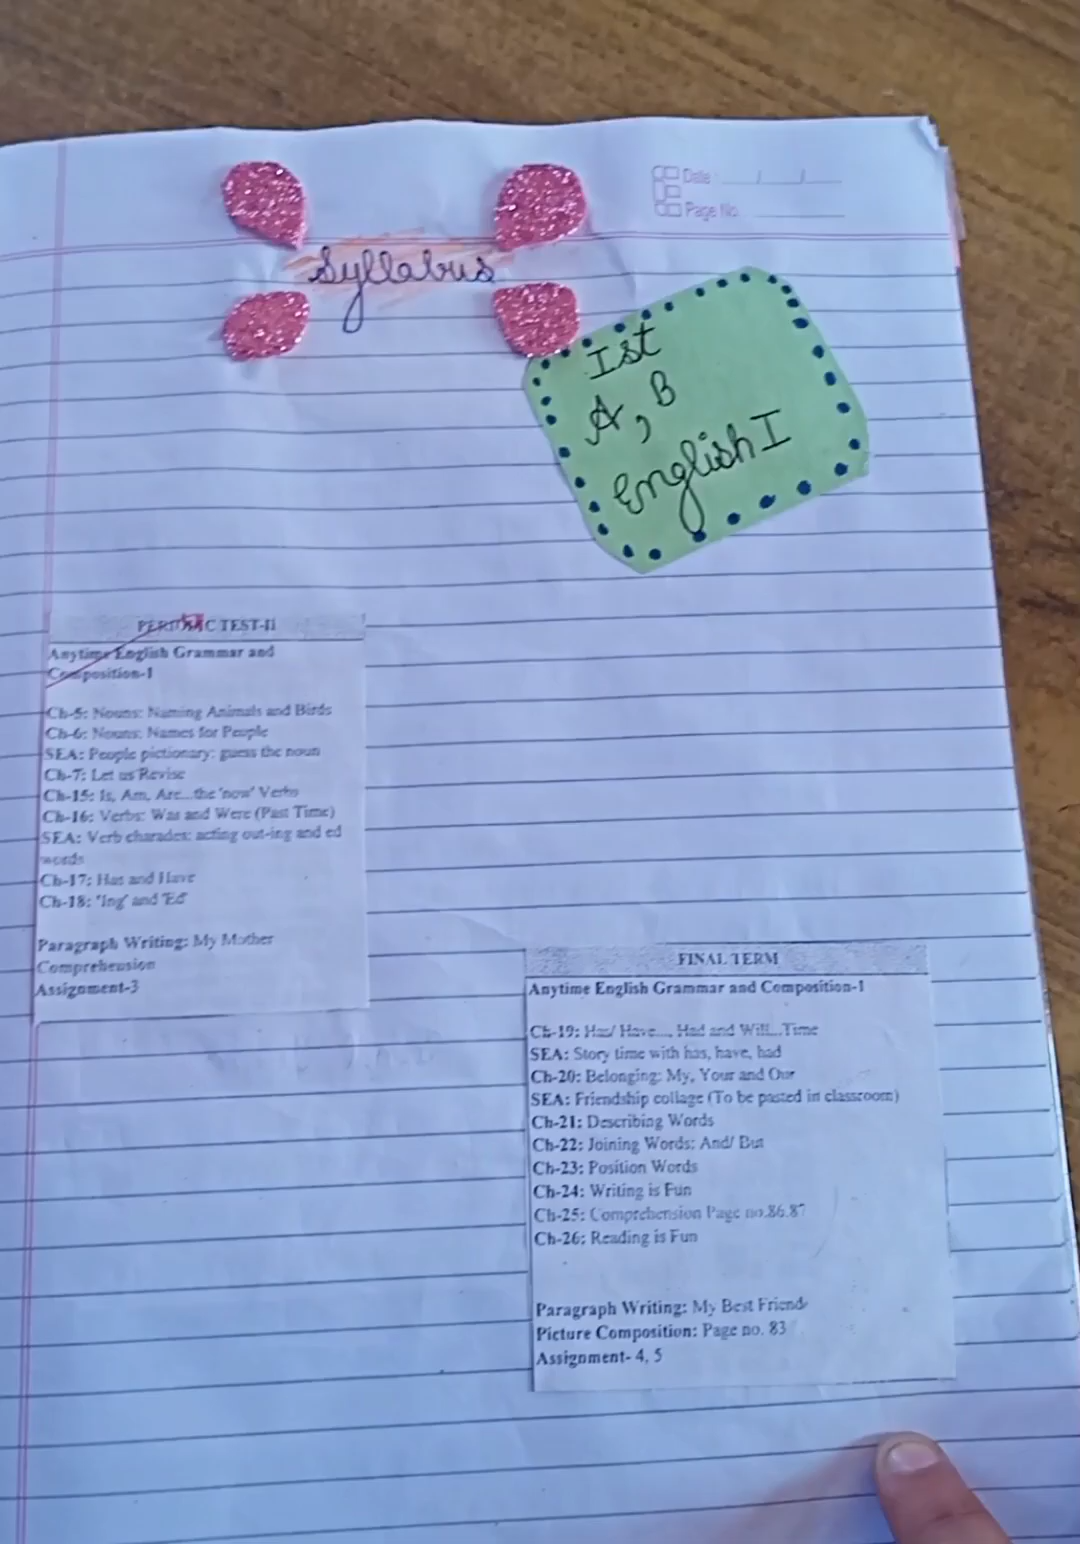 Date : __/__/__
Page No.
Syllabus
Ist
A, B
English I
PERIODIC TEST-II
Anytime English Grammar and
Composition-1
Ch-5: Nouns: Naming Animals and Birds
Ch-6: Nouns: Names for People
SEA: People pictionary: guess the noun
Ch-7: Let us Revise
Ch-15: Is, Am, Are...the 'now' Verbs
Ch-16: Verbs: Was and Were (Past Time)
SEA: Verb charades: acting out-ing and ed
words
Ch-17: Has and Have
Ch-18: 'Ing' and 'Ed'
Paragraph Writing: My Mother
Comprehension
Assignment-3
FINAL TERM
Anytime English Grammar and Composition-1
Ch-19: Has/ Have..., Had and Will...Time
SEA: Story time with has, have, had
Ch-20: Belonging: My, Your and Our
SEA: Friendship collage (To be pasted in classroom)
Ch-21: Describing Words
Ch-22: Joining Words: And/ But
Ch-23: Position Words
Ch-24: Writing is Fun
Ch-25: Comprehension Page no.86,87
Ch-26: Reading is Fun
Paragraph Writing: My Best Friend
Picture Composition: Page no. 83
Assignment- 4, 5